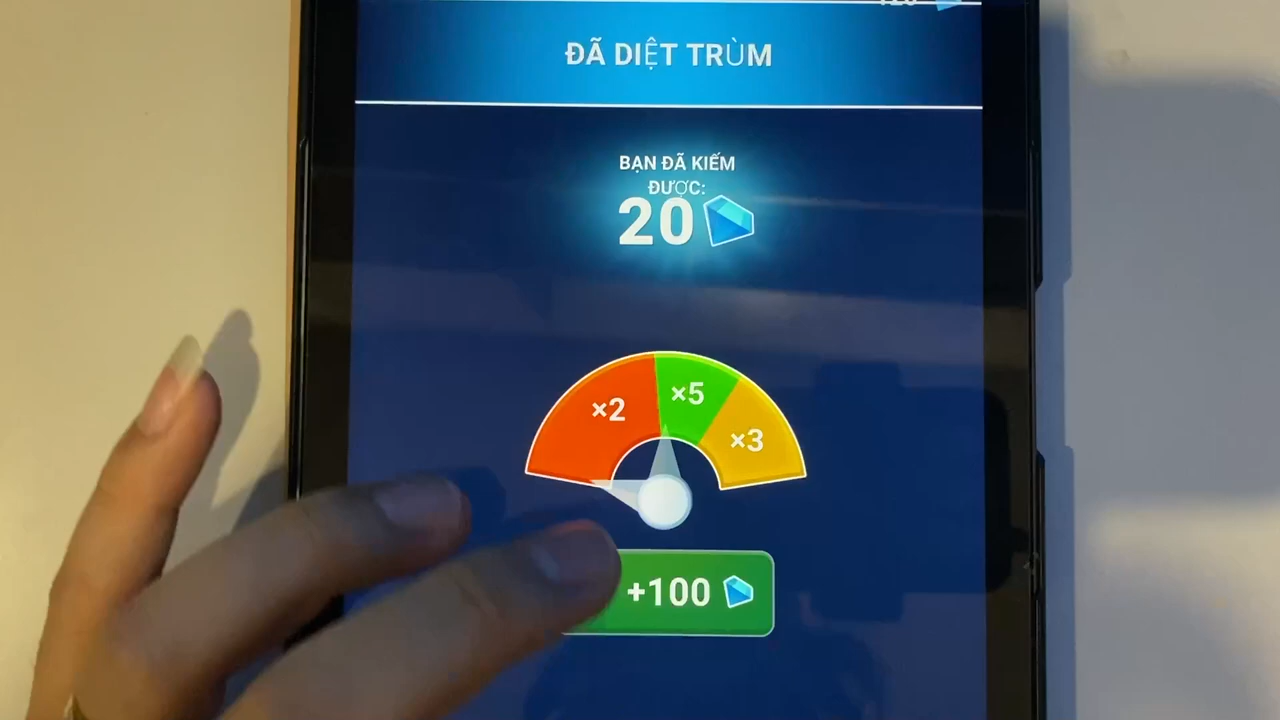 ĐÃ DIỆT TRÙM
BẠN ĐÃ KIẾM
ĐƯỢC:
20
×2
×5
×3
+100